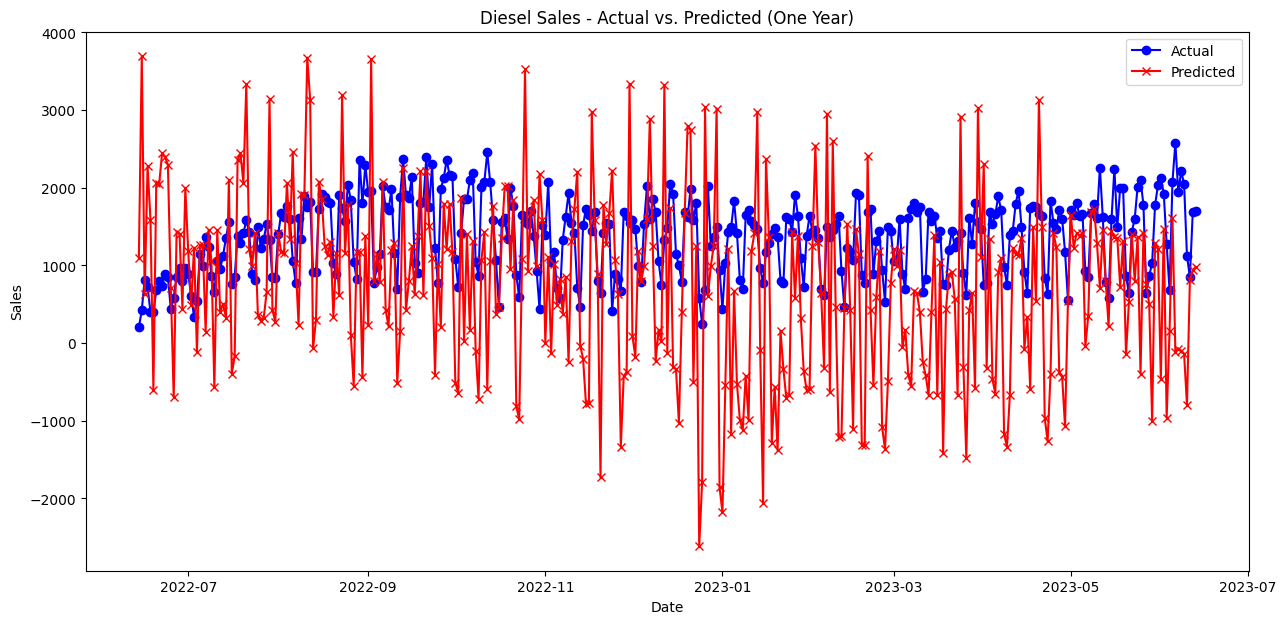 Diesel Sales - Actual vs. Predicted (One Year)
Actual
Predicted
4000
3000
2000
1000
0
−1000
−2000
Sales
2022-07
2022-09
2022-11
2023-01
2023-03
2023-05
2023-07
Date